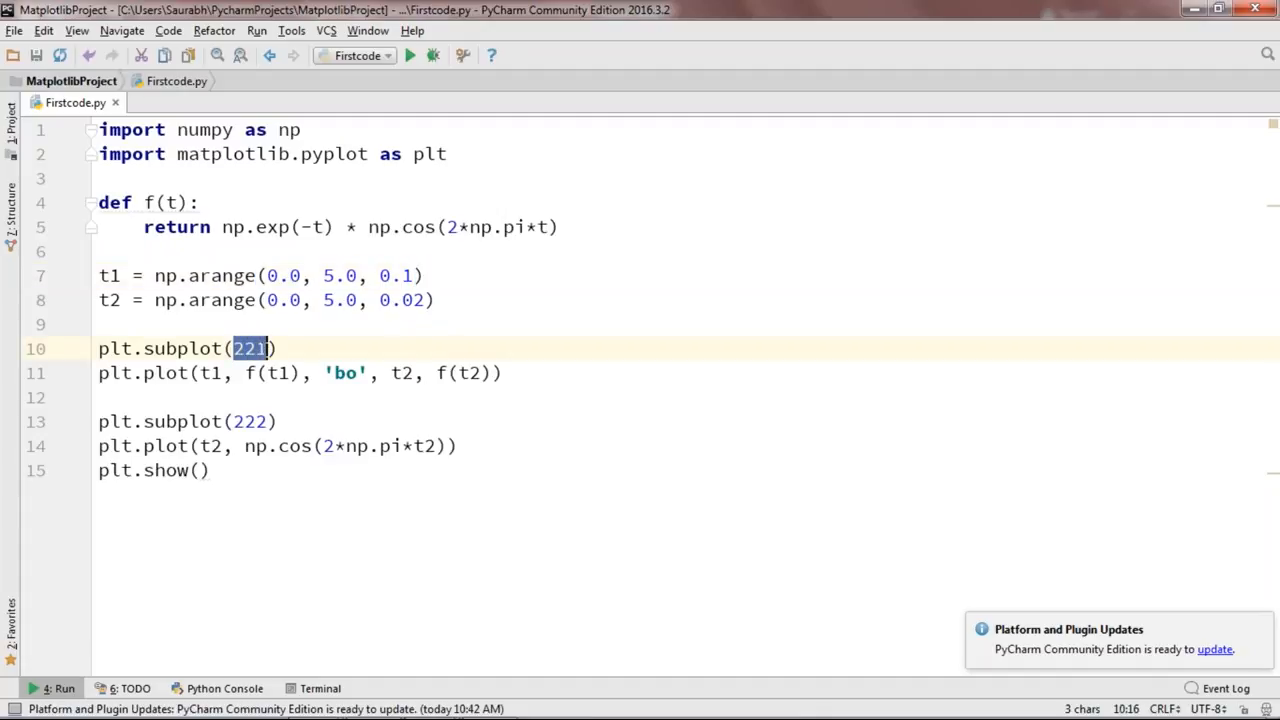 MatplotlibProject - [C:\Users\Saurabh\PycharmProjects\MatplotlibProject] - ...\Firstcode.py - PyCharm Community Edition 2016.3.2
File Edit View Navigate Code Refactor Run Tools VCS Window Help
Firstcode
MatplotlibProject Firstcode.py
Firstcode.py
1: Project
7: Structure
2: Favorites
1 import numpy as np
2 import matplotlib.pyplot as plt
3
4 def f(t):
5     return np.exp(-t) * np.cos(2*np.pi*t)
6
7 t1 = np.arange(0.0, 5.0, 0.1)
8 t2 = np.arange(0.0, 5.0, 0.02)
9
10 plt.subplot(221)
11 plt.plot(t1, f(t1), 'bo', t2, f(t2))
12
13 plt.subplot(222)
14 plt.plot(t2, np.cos(2*np.pi*t2))
15 plt.show()
Platform and Plugin Updates
PyCharm Community Edition is ready to update.
4: Run 6: TODO Python Console Terminal Event Log
Platform and Plugin Updates: PyCharm Community Edition is ready to update. (today 10:42 AM) 3 chars 10:16 CRLF UTF-8